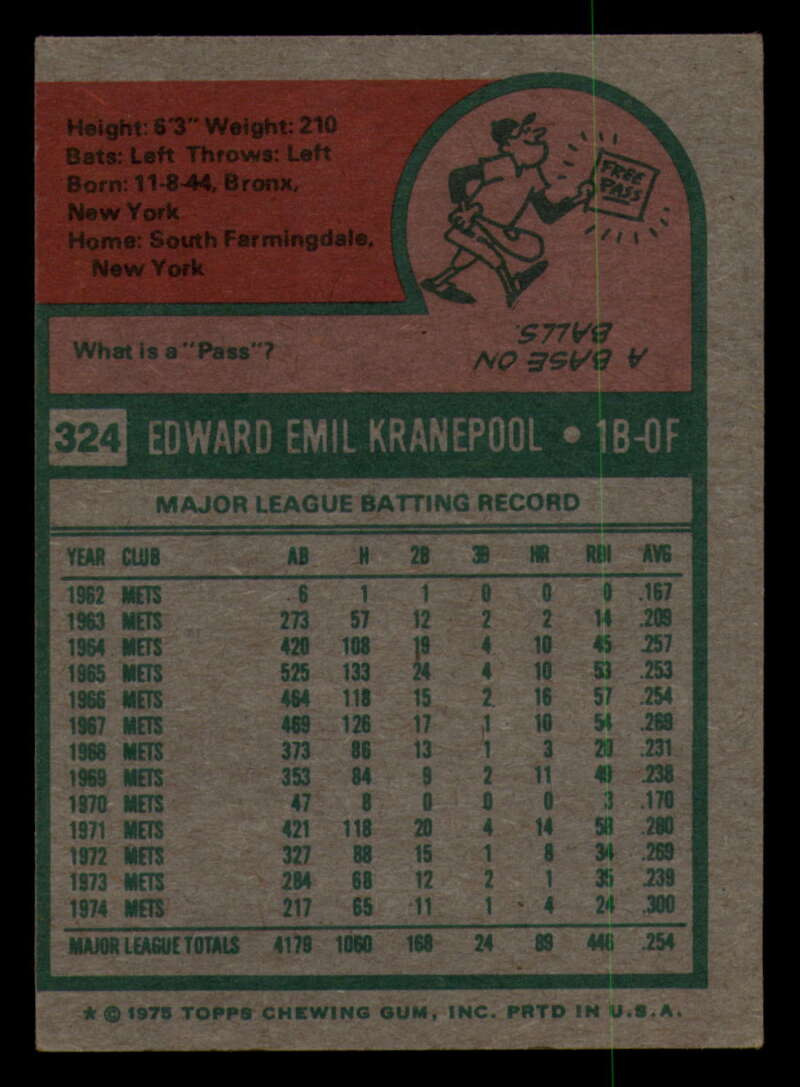 Height: 6'3" Weight: 210
Bats: Left Throws: Left
Born: 11-8-44, Bronx,
New York
Home: South Farmingdale,
New York
FREE
PASS
What is a "Pass"?
A BASE ON
BALLS.
324 EDWARD EMIL KRANEPOOL • 1B-OF
MAJOR LEAGUE BATTING RECORD
YEAR CLUB AB H 2B 3B HR RBI AVG
1962 METS 6 1 1 0 0 0 .167
1963 METS 273 57 12 2 2 14 .209
1964 METS 420 108 19 4 10 45 .257
1965 METS 525 133 24 4 10 53 .253
1966 METS 464 118 15 2 16 57 .254
1967 METS 469 126 17 1 10 54 .269
1968 METS 373 86 13 1 3 20 .231
1969 METS 353 84 9 2 11 49 .238
1970 METS 47 8 0 0 0 3 .170
1971 METS 421 118 20 4 14 58 .280
1972 METS 327 88 15 1 8 34 .269
1973 METS 284 68 12 2 1 35 .239
1974 METS 217 65 11 1 4 24 .300
MAJOR LEAGUE TOTALS 4179 1060 168 24 89 446 .254
* © 1975 TOPPS CHEWING GUM, INC. PRTD IN U.S.A.